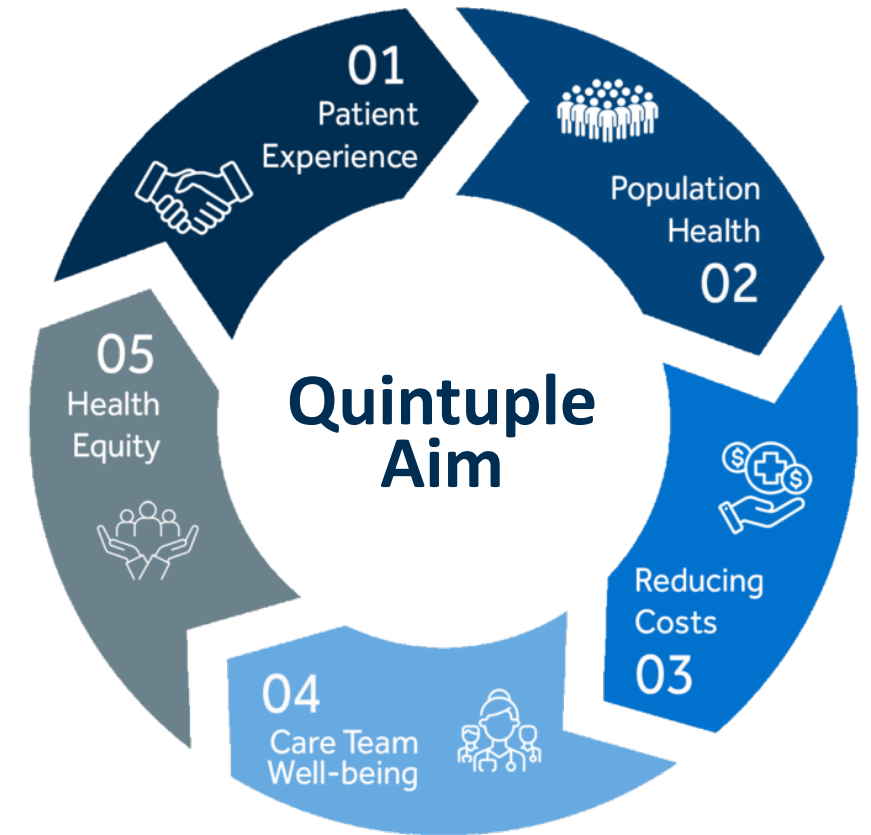 Quintuple
Aim
01
Patient
Experience
Population
Health
02
Reducing
Costs
03
04
Care Team
Well-being
05
Health
Equity
$
$